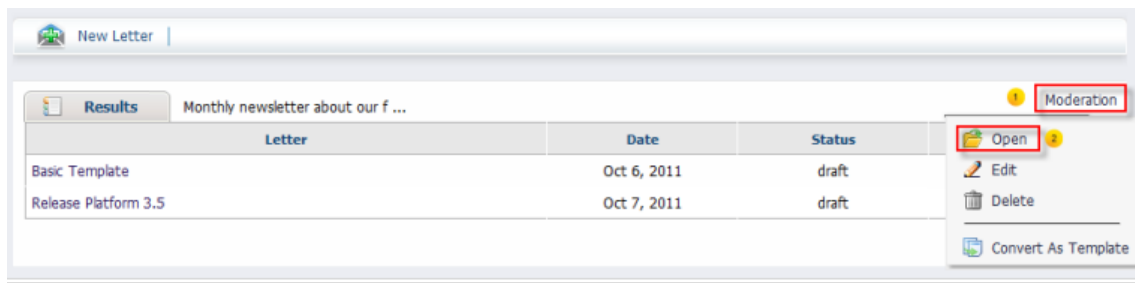 New Letter
Results Monthly newsletter about our f ... 1 Moderation
Letter Date Status
Open 2
Basic Template Oct 6, 2011 draft
Edit
Release Platform 3.5 Oct 7, 2011 draft
Delete
Convert As Template